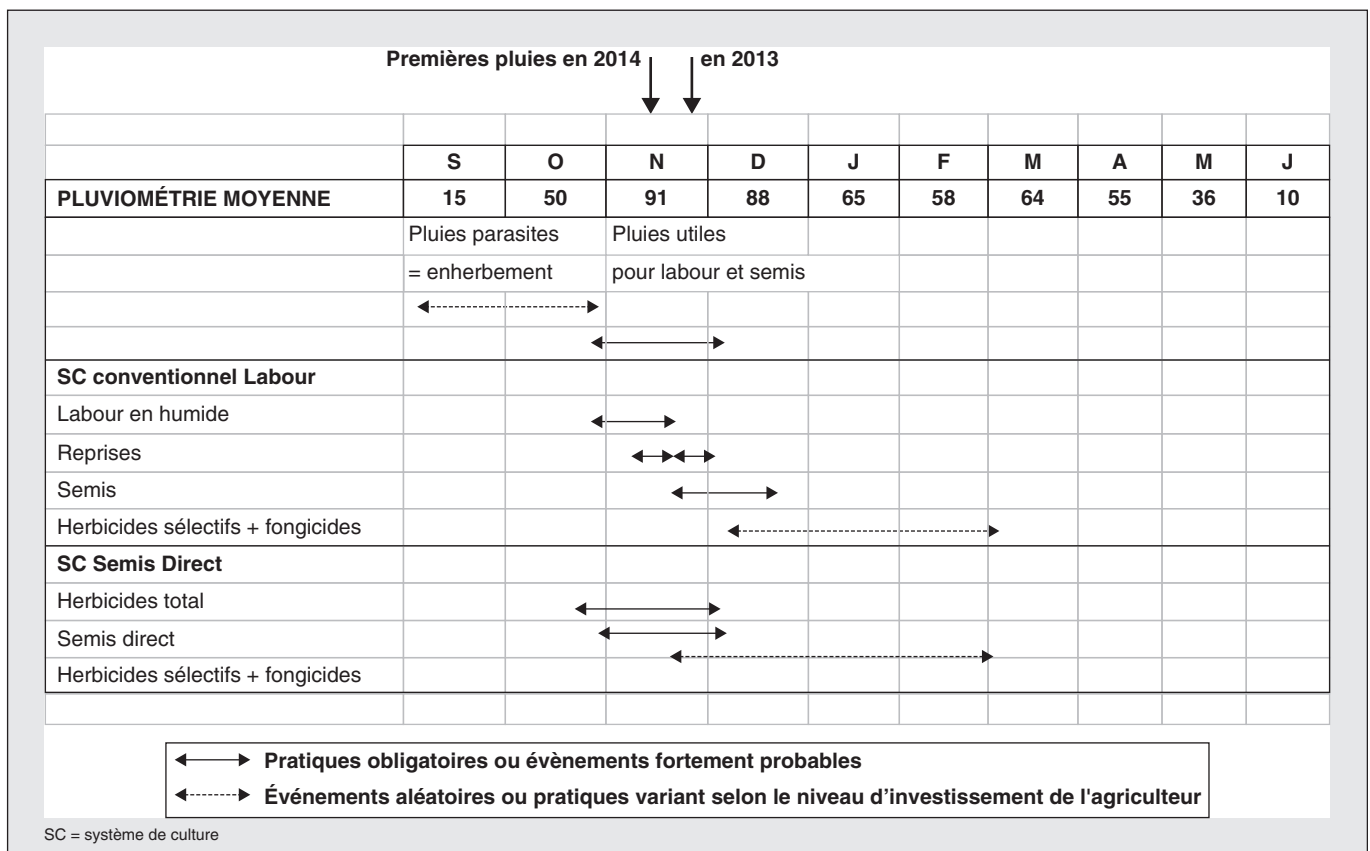 Premières pluies en 2014 en 2013
S O N D J F M A M J
PLUVIOMÉTRIE MOYENNE 15 50 91 88 65 58 64 55 36 10
Pluies parasites Pluies utiles
= enherbement pour labour et semis
SC conventionnel Labour
Labour en humide
Reprises
Semis
Herbicides sélectifs + fongicides
SC Semis Direct
Herbicides total
Semis direct
Herbicides sélectifs + fongicides
Pratiques obligatoires ou évènements fortement probables
Événements aléatoires ou pratiques variant selon le niveau d’investissement de l'agriculteur
SC = système de culture